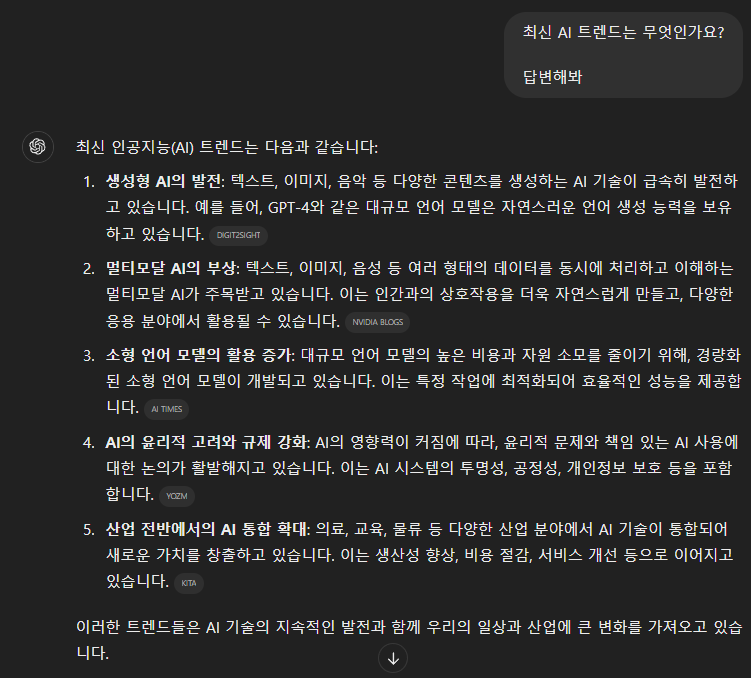 최신 AI 트렌드는 무엇인가요?
답변해봐
최신 인공지능(AI) 트렌드는 다음과 같습니다:
1. 생성형 AI의 발전: 텍스트, 이미지, 음악 등 다양한 콘텐츠를 생성하는 AI 기술이 급속히 발전하
고 있습니다. 예를 들어, GPT-4와 같은 대규모 언어 모델은 자연스러운 언어 생성 능력을 보유
하고 있습니다. DIGIT2SIGHT
2. 멀티모달 AI의 부상: 텍스트, 이미지, 음성 등 여러 형태의 데이터를 동시에 처리하고 이해하는
멀티모달 AI가 주목받고 있습니다. 이는 인간과의 상호작용을 더욱 자연스럽게 만들고, 다양한
응용 분야에서 활용될 수 있습니다. NVIDIA BLOGS
3. 소형 언어 모델의 활용 증가: 대규모 언어 모델의 높은 비용과 자원 소모를 줄이기 위해, 경량화
된 소형 언어 모델이 개발되고 있습니다. 이는 특정 작업에 최적화되어 효율적인 성능을 제공합
니다. AI TIMES
4. AI의 윤리적 고려와 규제 강화: AI의 영향력이 커짐에 따라, 윤리적 문제와 책임 있는 AI 사용에
대한 논의가 활발해지고 있습니다. 이는 AI 시스템의 투명성, 공정성, 개인정보 보호 등을 포함
합니다. YOZM
5. 산업 전반에서의 AI 통합 확대: 의료, 교육, 물류 등 다양한 산업 분야에서 AI 기술이 통합되어
새로운 가치를 창출하고 있습니다. 이는 생산성 향상, 비용 절감, 서비스 개선 등으로 이어지고
있습니다. KITA
이러한 트렌드들은 AI 기술의 지속적인 발전과 함께 우리의 일상과 산업에 큰 변화를 가져오고 있습
니다.